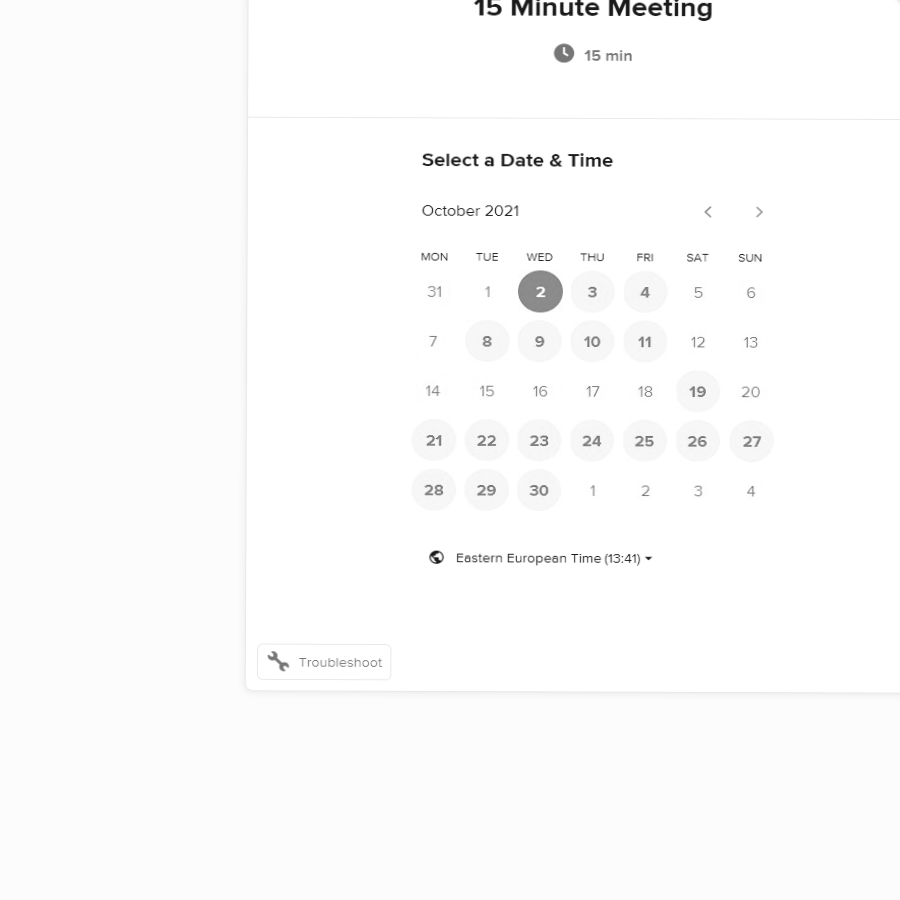 15 Minute Meeting
15 min
Select a Date & Time
October 2021
MON TUE WED THU FRI SAT SUN
31 1 2 3 4 5 6
7 8 9 10 11 12 13
14 15 16 17 18 19 20
21 22 23 24 25 26 27
28 29 30 1 2 3 4
Eastern European Time (13:41)
Troubleshoot